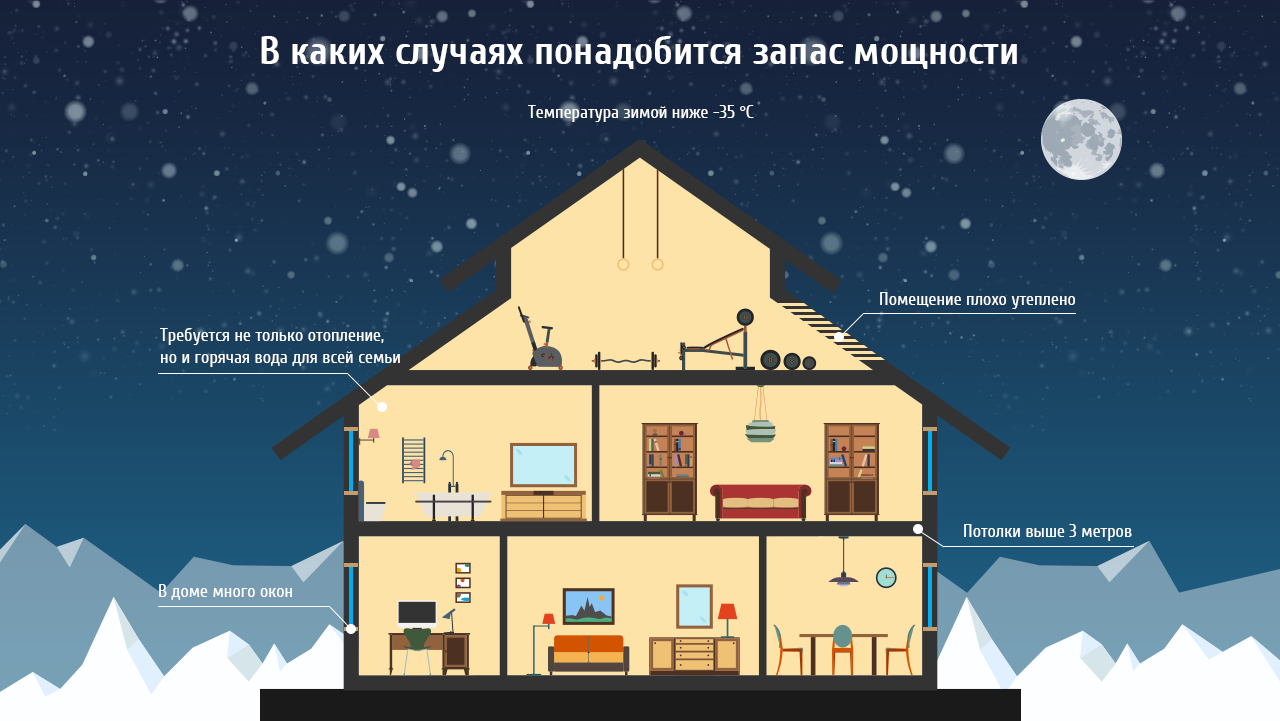 В каких случаях понадобится запас мощности
Температура зимой ниже -35 °С
Помещение плохо утеплено
Требуется не только отопление,
но и горячая вода для всей семьи
Потолки выше 3 метров
В доме много окон